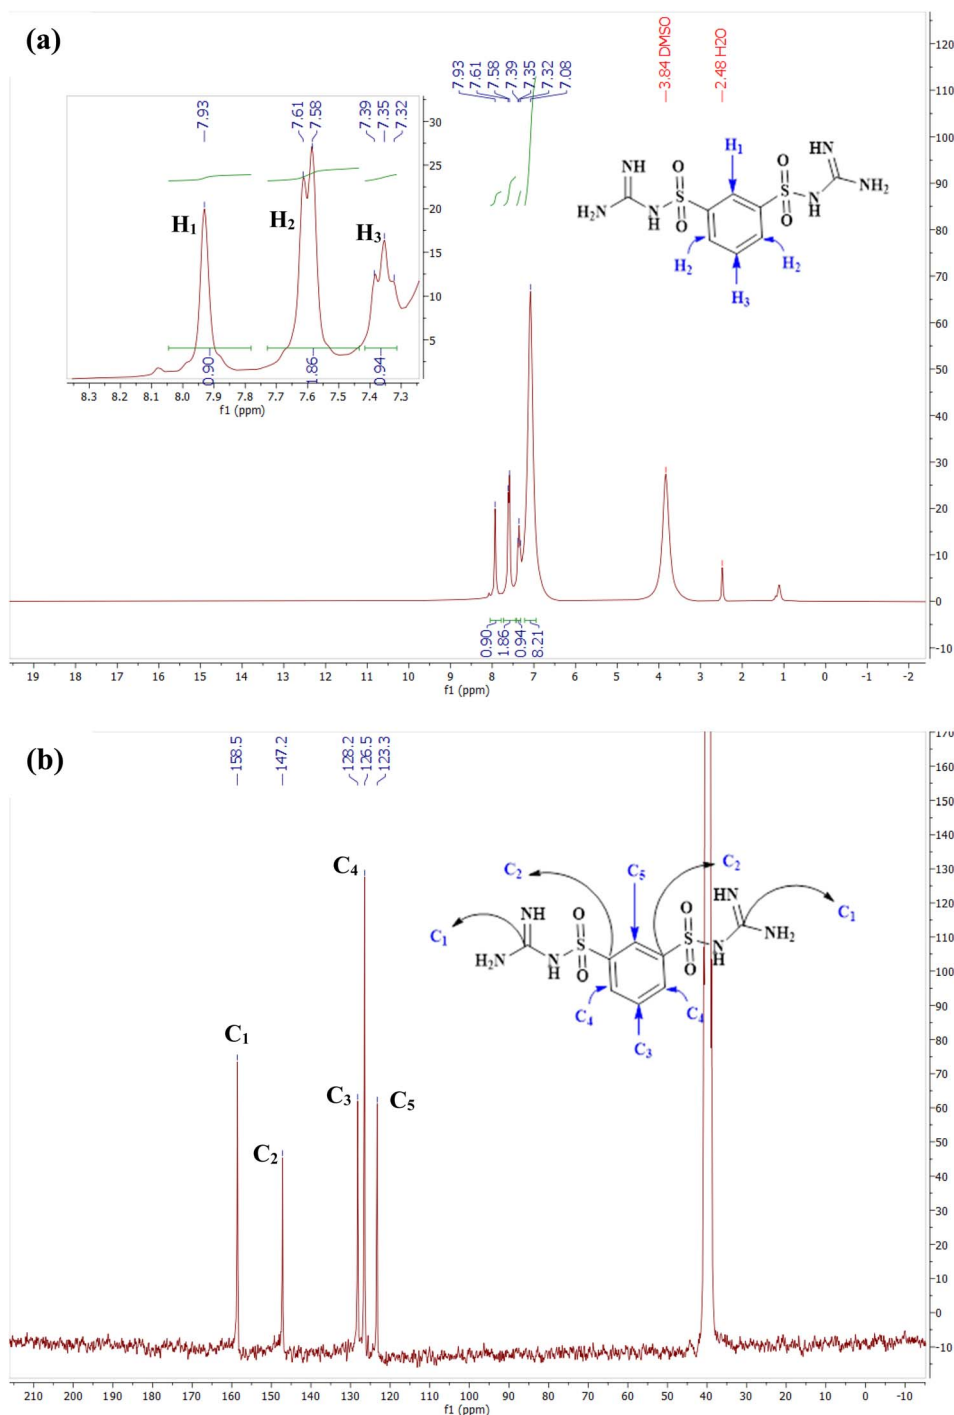 (a)
7.93
7.61
7.58
7.39
7.35
7.32
7.08
3.84 DMSO
2.48 H2O
7.93
7.61
7.58
7.39
7.35
7.32
H1
H2
H3
30
25
20
15
10
5
0.90
1.86
0.94
8.3 8.2 8.1 8.0 7.9 7.8 7.7 7.6 7.5 7.4 7.3
f1 (ppm)
NH
H2N
N
H
O
S
O
H1
O
S
O
HN
N
H
NH2
H2
H2
H3
120
110
100
90
80
70
60
50
40
30
20
10
0
-10
0.90
1.86
0.94
8.21
19 18 17 16 15 14 13 12 11 10 9 8 7 6 5 4 3 2 1 0 -1 -2
f1 (ppm)
(b)
158.5
147.2
128.2
126.5
123.3
C4
C1
C3
C5
C2
C2
C5
C2
C1
C1
NH
H2N
N
H
O
S
O
O
S
O
HN
N
H
NH2
C4
C4
C3
170
160
150
140
130
120
110
100
90
80
70
60
50
40
30
20
10
0
-10
210 200 190 180 170 160 150 140 130 120 110 100 90 80 70 60 50 40 30 20 10 0 -10
f1 (ppm)